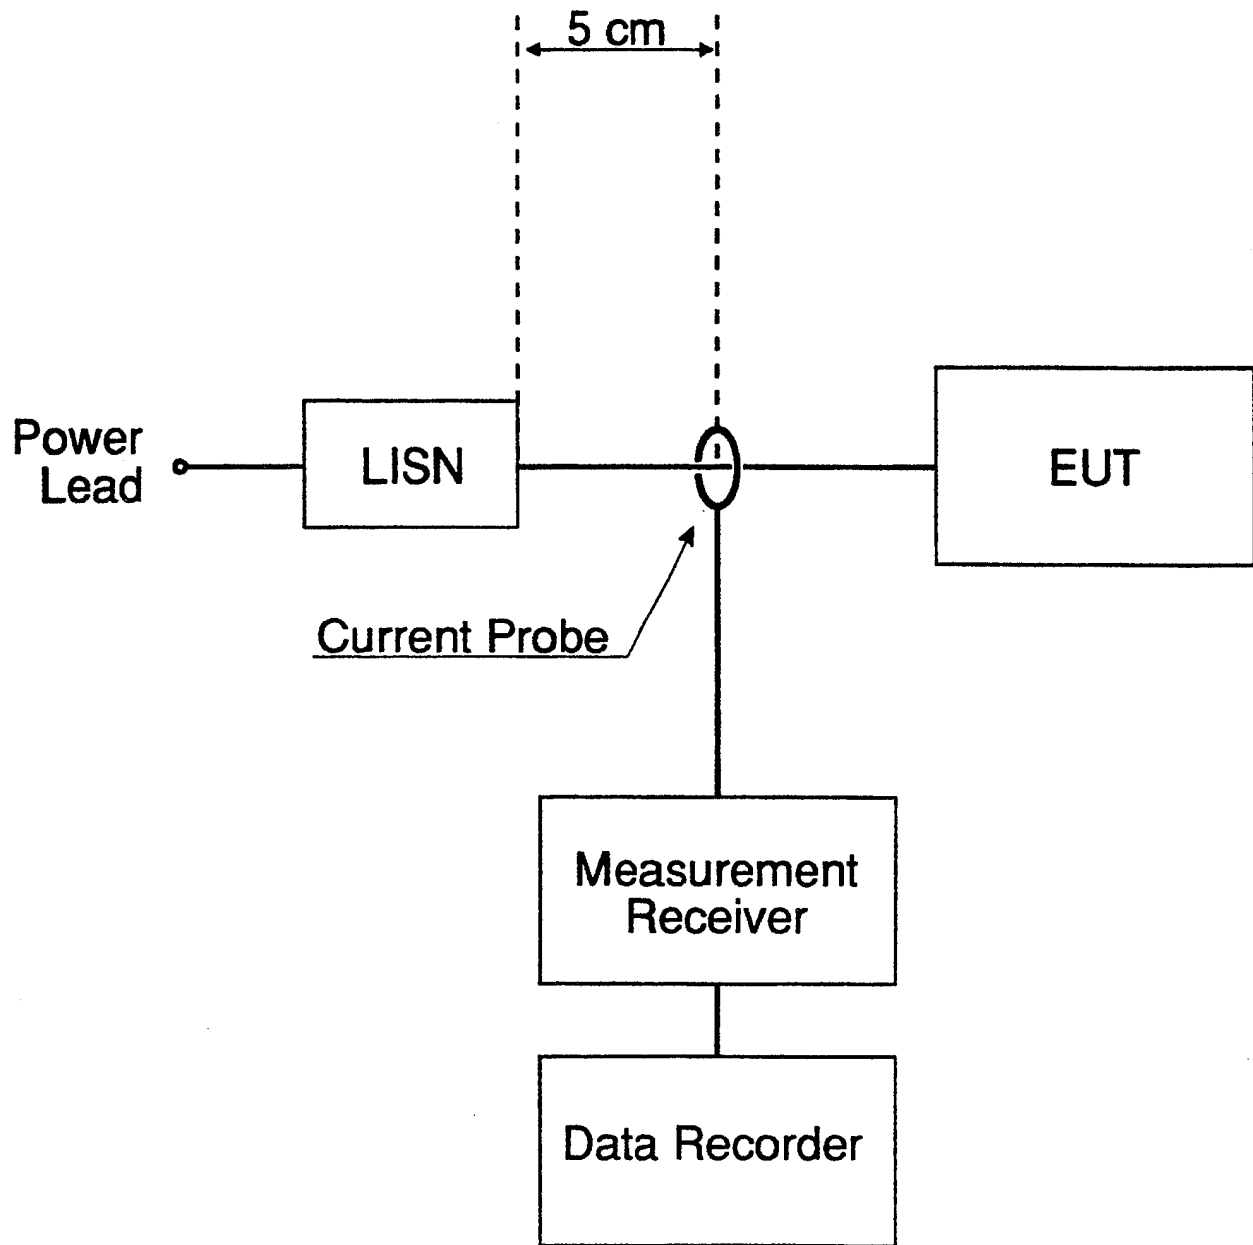 5 cm
Power
Lead
LISN
EUT
Current Probe
Measurement
Receiver
Data Recorder